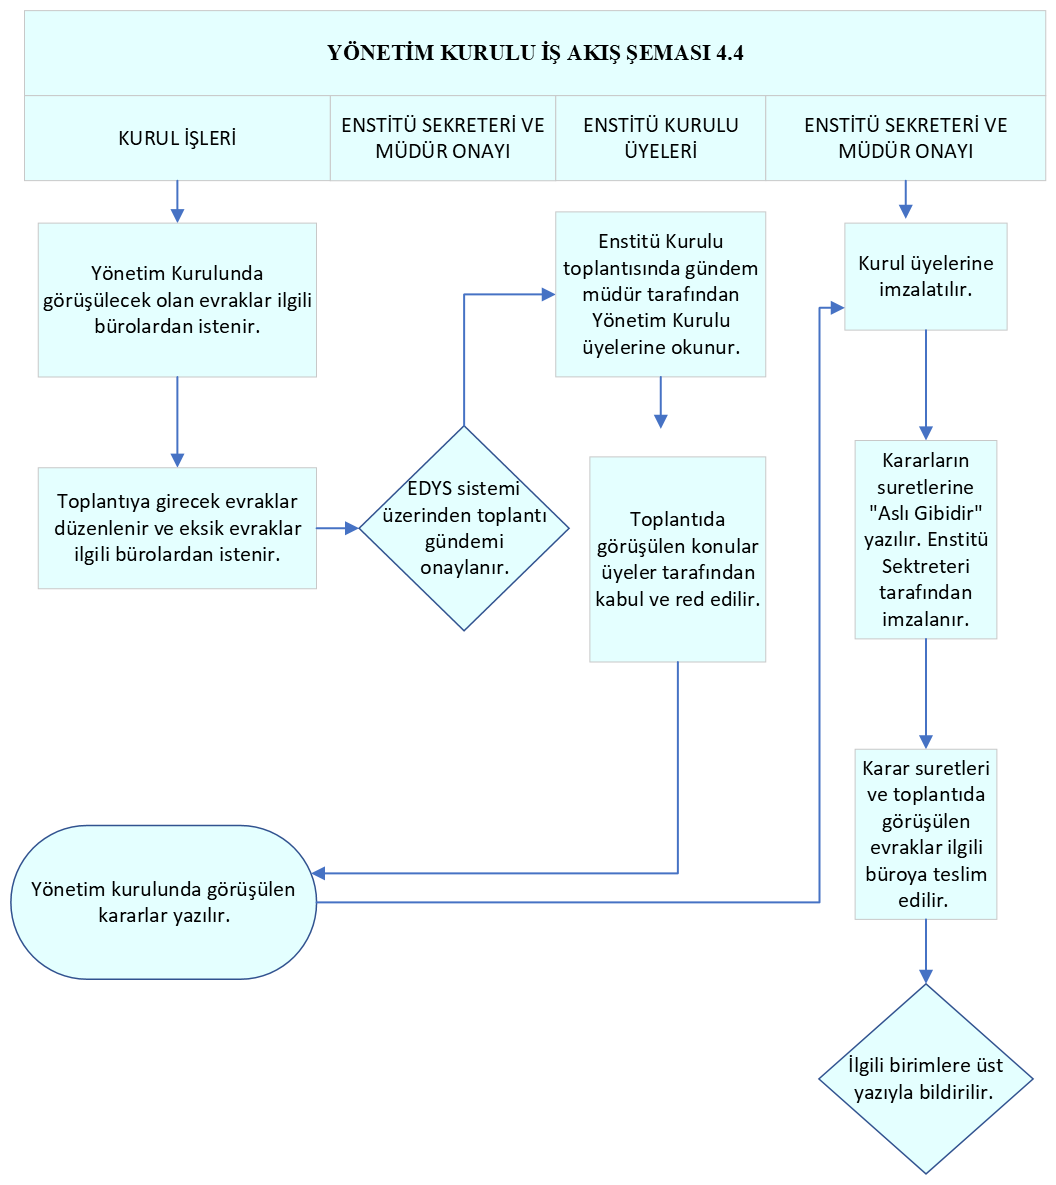 YÖNETİM KURULU İŞ AKIŞ ŞEMASI 4.4
KURUL İŞLERİ
ENSTİTÜ SEKRETERİ VE
MÜDÜR ONAYI
ENSTİTÜ KURULU
ÜYELERİ
ENSTİTÜ SEKRETERİ VE
MÜDÜR ONAYI
Yönetim Kurulunda
görüşülecek olan evraklar ilgili
bürolardan istenir.
Toplantıya girecek evraklar
düzenlenir ve eksik evraklar
ilgili bürolardan istenir.
EDYS sistemi
üzerinden toplantı
gündemi
onaylanır.
Enstitü Kurulu
toplantısında gündem
müdür tarafından
Yönetim Kurulu
üyelerine okunur.
Toplantıda
görüşülen konular
üyeler tarafından
kabul ve red edilir.
Yönetim kurulunda görüşülen
kararlar yazılır.
Kurul üyelerine
imzalatılır.
Kararların
suretlerine
"Aslı Gibidir"
yazılır. Enstitü
Sektreteri
tarafından
imzalanır.
Karar suretleri
ve toplantıda
görüşülen
evraklar ilgili
büroya teslim
edilir.
İlgili birimlere üst
yazıyla bildirilir.